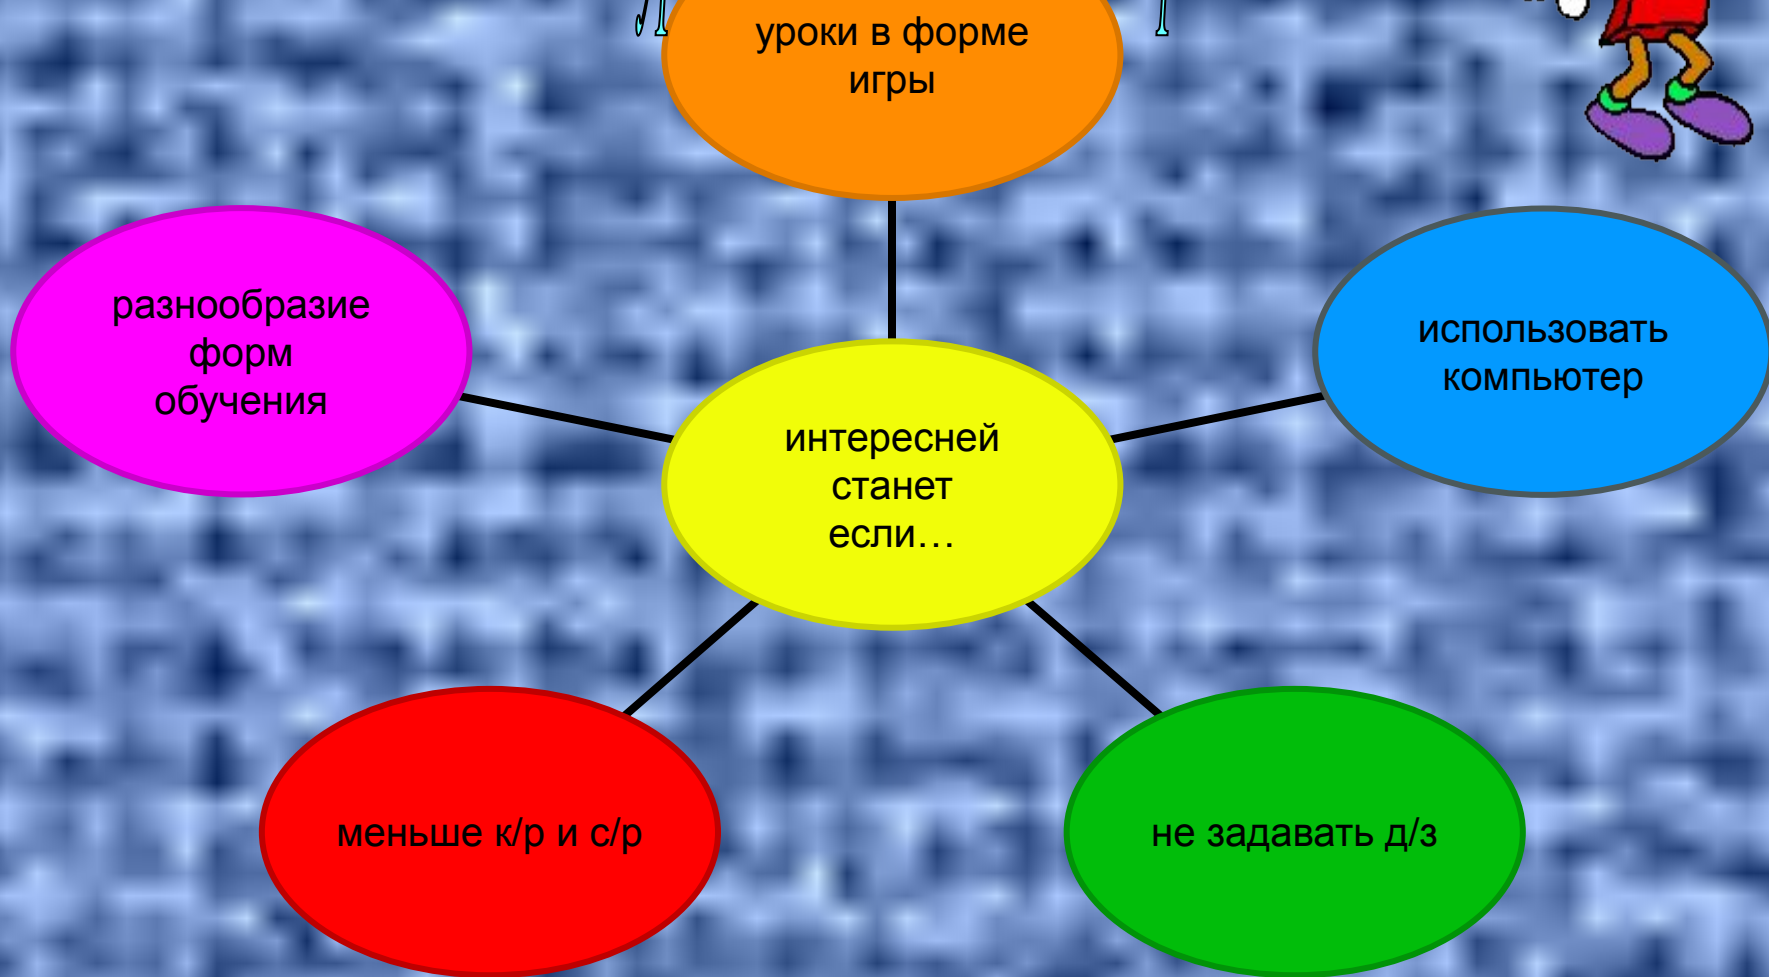 уроки в форме
игры
разнообразие
форм
обучения
использовать
компьютер
интересней
станет
если…
меньше к/р и с/р
не задавать д/з